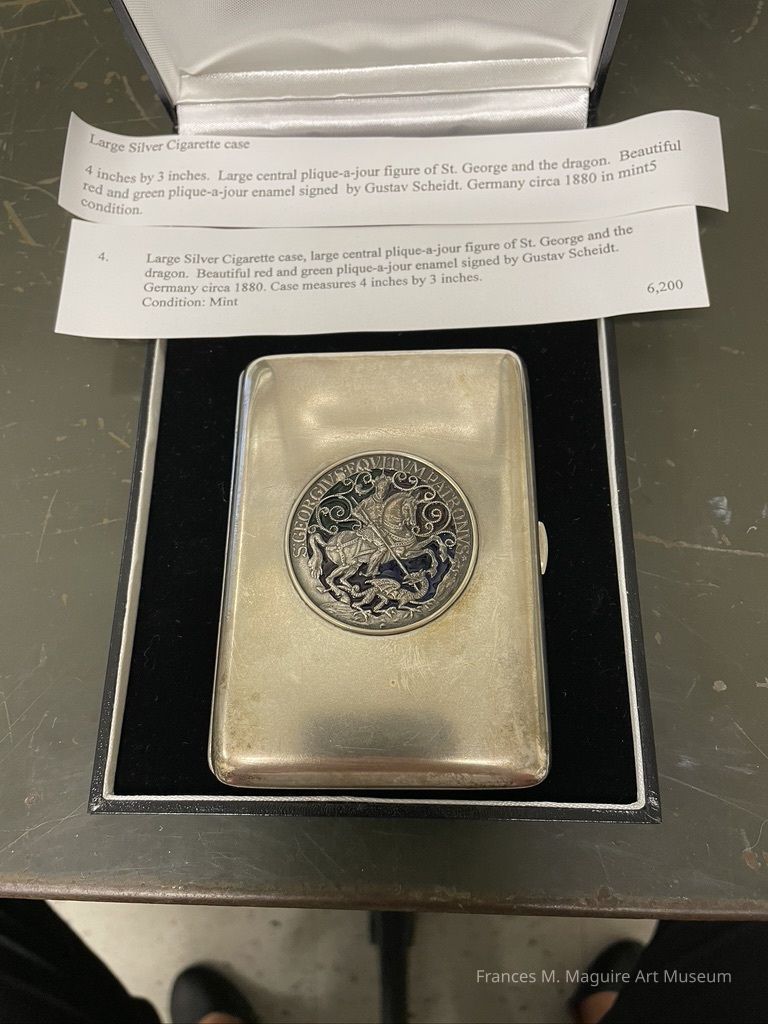 Large Silver Cigarette case
4 inches by 3 inches. Large central plique-a-jour figure of St. George and the dragon. Beautiful
red and green plique-a-jour enamel signed by Gustav Scheidt. Germany circa 1880 in mint5
condition.
4. Large Silver Cigarette case, large central plique-a-jour figure of St. George and the
dragon. Beautiful red and green plique-a-jour enamel signed by Gustav Scheidt.
Germany circa 1880. Case measures 4 inches by 3 inches.
Condition: Mint 6,200
S.GEORGIVS EQVITVM PATRONVS
Frances M. Maguire Art Museum